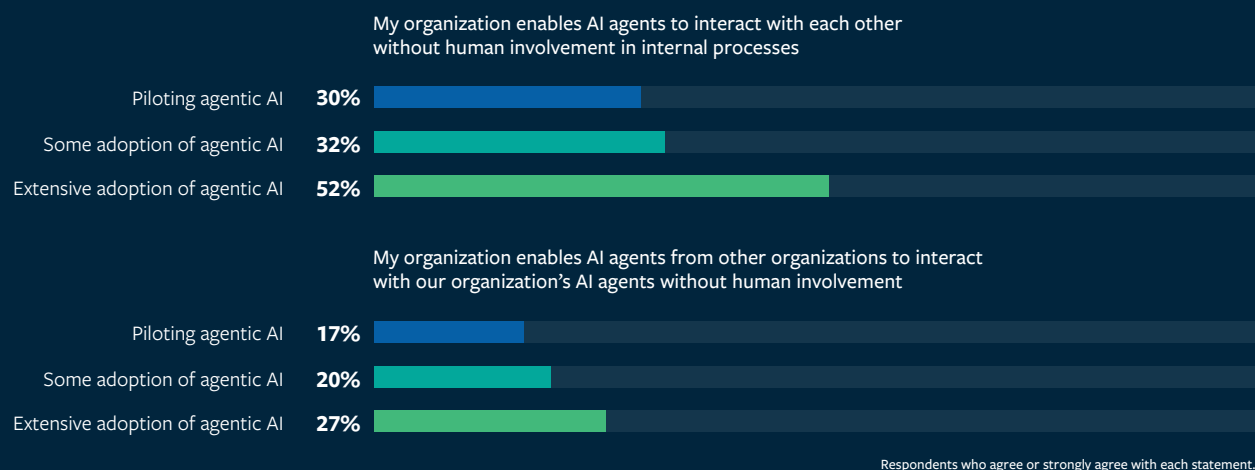 My organization enables AI agents to interact with each other
without human involvement in internal processes
Piloting agentic AI 30%
Some adoption of agentic AI 32%
Extensive adoption of agentic AI 52%
My organization enables AI agents from other organizations to interact
with our organization’s AI agents without human involvement
Piloting agentic AI 17%
Some adoption of agentic AI 20%
Extensive adoption of agentic AI 27%
Respondents who agree or strongly agree with each statement